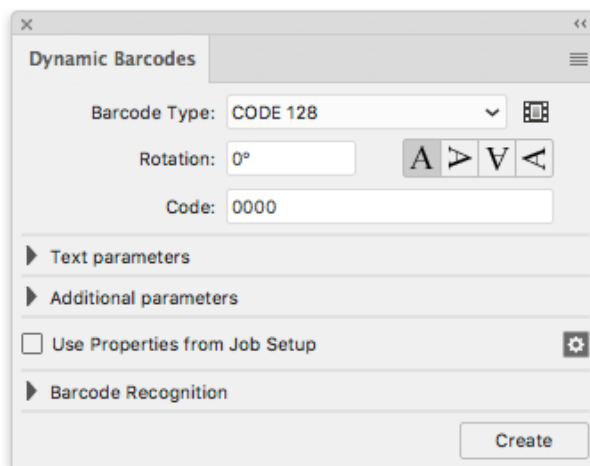 Dynamic Barcodes
Barcode Type: CODE 128
Rotation: 0° A A A A
Code: 0000
Text parameters
Additional parameters
Use Properties from Job Setup
Barcode Recognition
Create